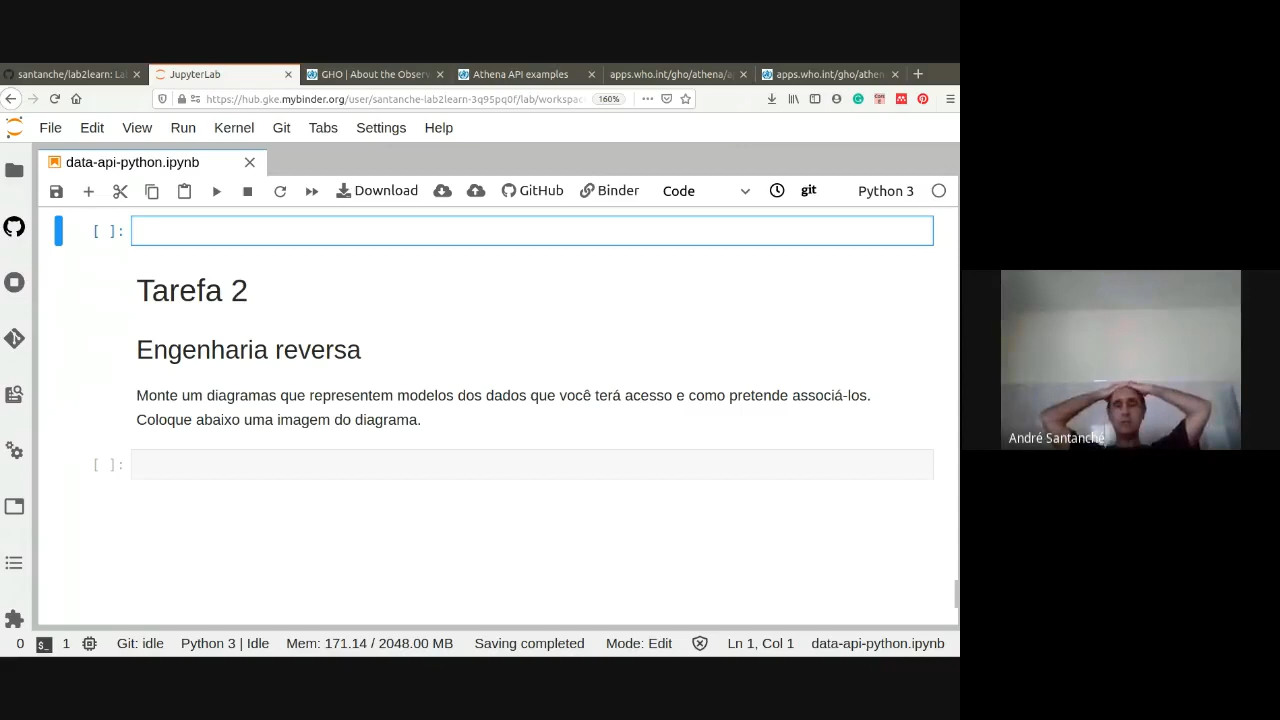 santanche/lab2learn: La
JupyterLab
GHO | About the Obser
Athena API examples
apps.who.int/gho/athena/a
apps.who.int/gho/athen
https://hub.gke.mybinder.org/user/santanche-lab2learn-3q95pq0f/lab/workspac
160%
File Edit View Run Kernel Git Tabs Settings Help
data-api-python.ipynb
Download GitHub Binder Code git Python 3
[ ]:
Tarefa 2
Engenharia reversa
Monte um diagramas que representem modelos dos dados que você terá acesso e como pretende associá-los.
Coloque abaixo uma imagem do diagrama.
[ ]:
André Santanchè
0 $_ 1 Git: idle Python 3 | Idle Mem: 171.14 / 2048.00 MB Saving completed Mode: Edit Ln 1, Col 1 data-api-python.ipynb